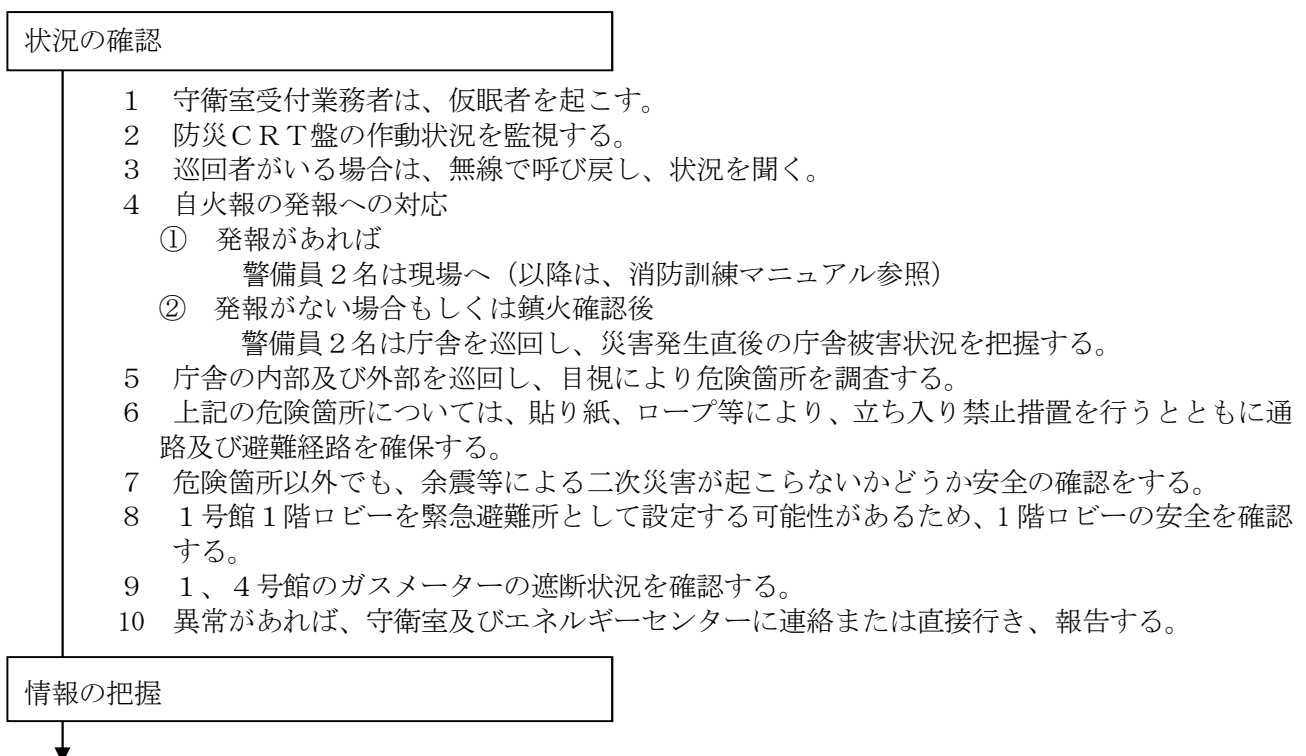 状況の確認
１　守衛室受付業務者は、仮眠者を起こす。
２　防災ＣＲＴ盤の作動状況を監視する。
３　巡回者がいる場合は、無線で呼び戻し、状況を聞く。
４　自火報の発報への対応
①　発報があれば
警備員２名は現場へ（以降は、消防訓練マニュアル参照）
②　発報がない場合もしくは鎮火確認後
警備員２名は庁舎を巡回し、災害発生直後の庁舎被害状況を把握する。
５　庁舎の内部及び外部を巡回し、目視により危険箇所を調査する。
６　上記の危険箇所については、貼り紙、ロープ等により、立ち入り禁止措置を行うとともに通
路及び避難経路を確保する。
７　危険箇所以外でも、余震等による二次災害が起こらないかどうか安全の確認をする。
８　１号館１階ロビーを緊急避難所として設定する可能性があるため、1 階ロビーの安全を確認
する。
９　１、４号館のガスメーターの遮断状況を確認する。
10　異常があれば、守衛室及びエネルギーセンターに連絡または直接行き、報告する。
情報の把握